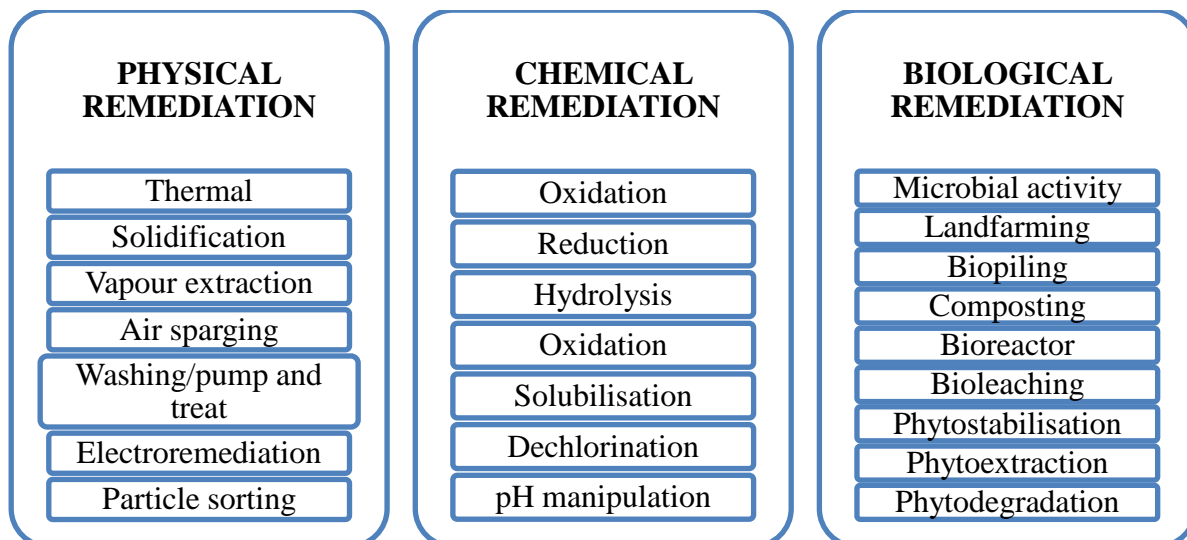 PHYSICAL
REMEDIATION
Thermal
Solidification
Vapour extraction
Air sparging
Washing/pump and
treat
Electroremediation
Particle sorting
CHEMICAL
REMEDIATION
Oxidation
Reduction
Hydrolysis
Oxidation
Solubilisation
Dechlorination
pH manipulation
BIOLOGICAL
REMEDIATION
Microbial activity
Landfarming
Biopiling
Composting
Bioreactor
Bioleaching
Phytostabilisation
Phytoextraction
Phytodegradation